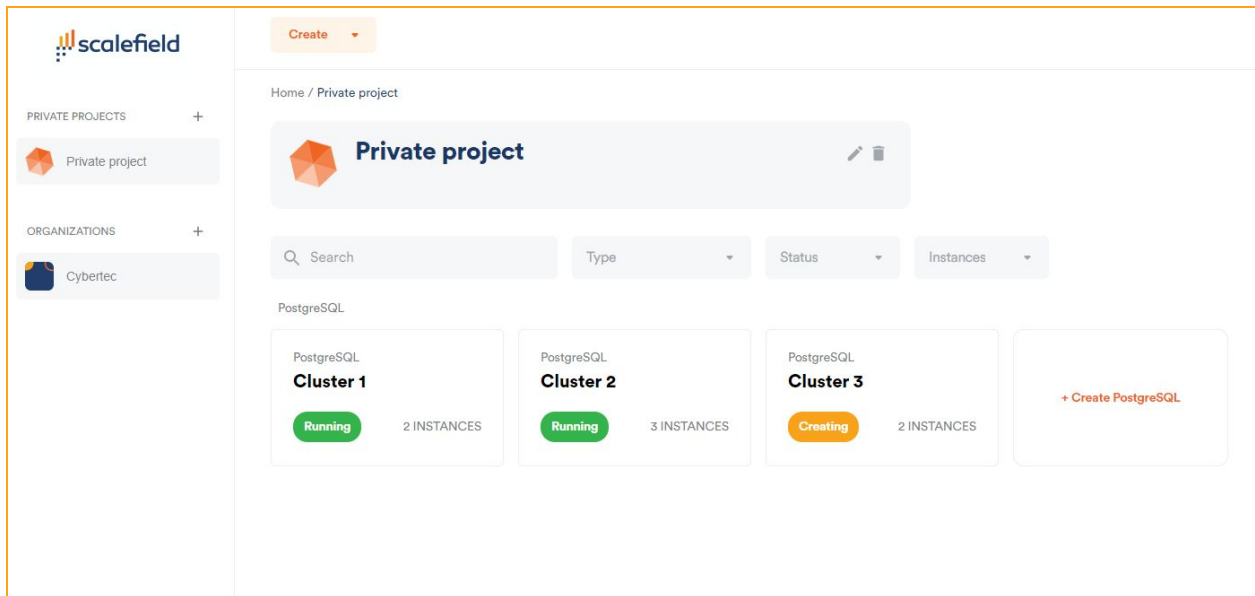 scalefield
Create
Home / Private project
PRIVATE PROJECTS +
Private project
ORGANIZATIONS +
Cybertec
Private project
Search
Type
Status
Instances
PostgreSQL
PostgreSQL
Cluster 1
Running 2 INSTANCES
PostgreSQL
Cluster 2
Running 3 INSTANCES
PostgreSQL
Cluster 3
Creating 2 INSTANCES
+ Create PostgreSQL